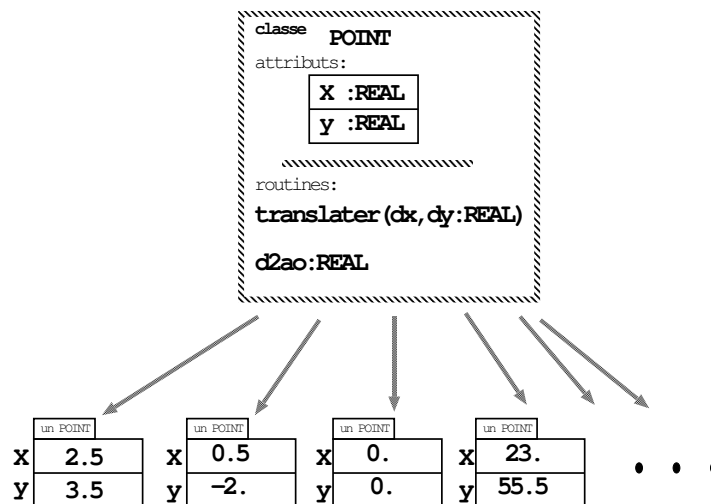 classe POINT
attributs:
x :REAL
y :REAL
routines:
translater(dx,dy:REAL)
d2ao:REAL
un POINT un POINT un POINT un POINT
x 2.5 x 0.5 x 0. x 23.
y 3.5 y -2. y 0. y 55.5